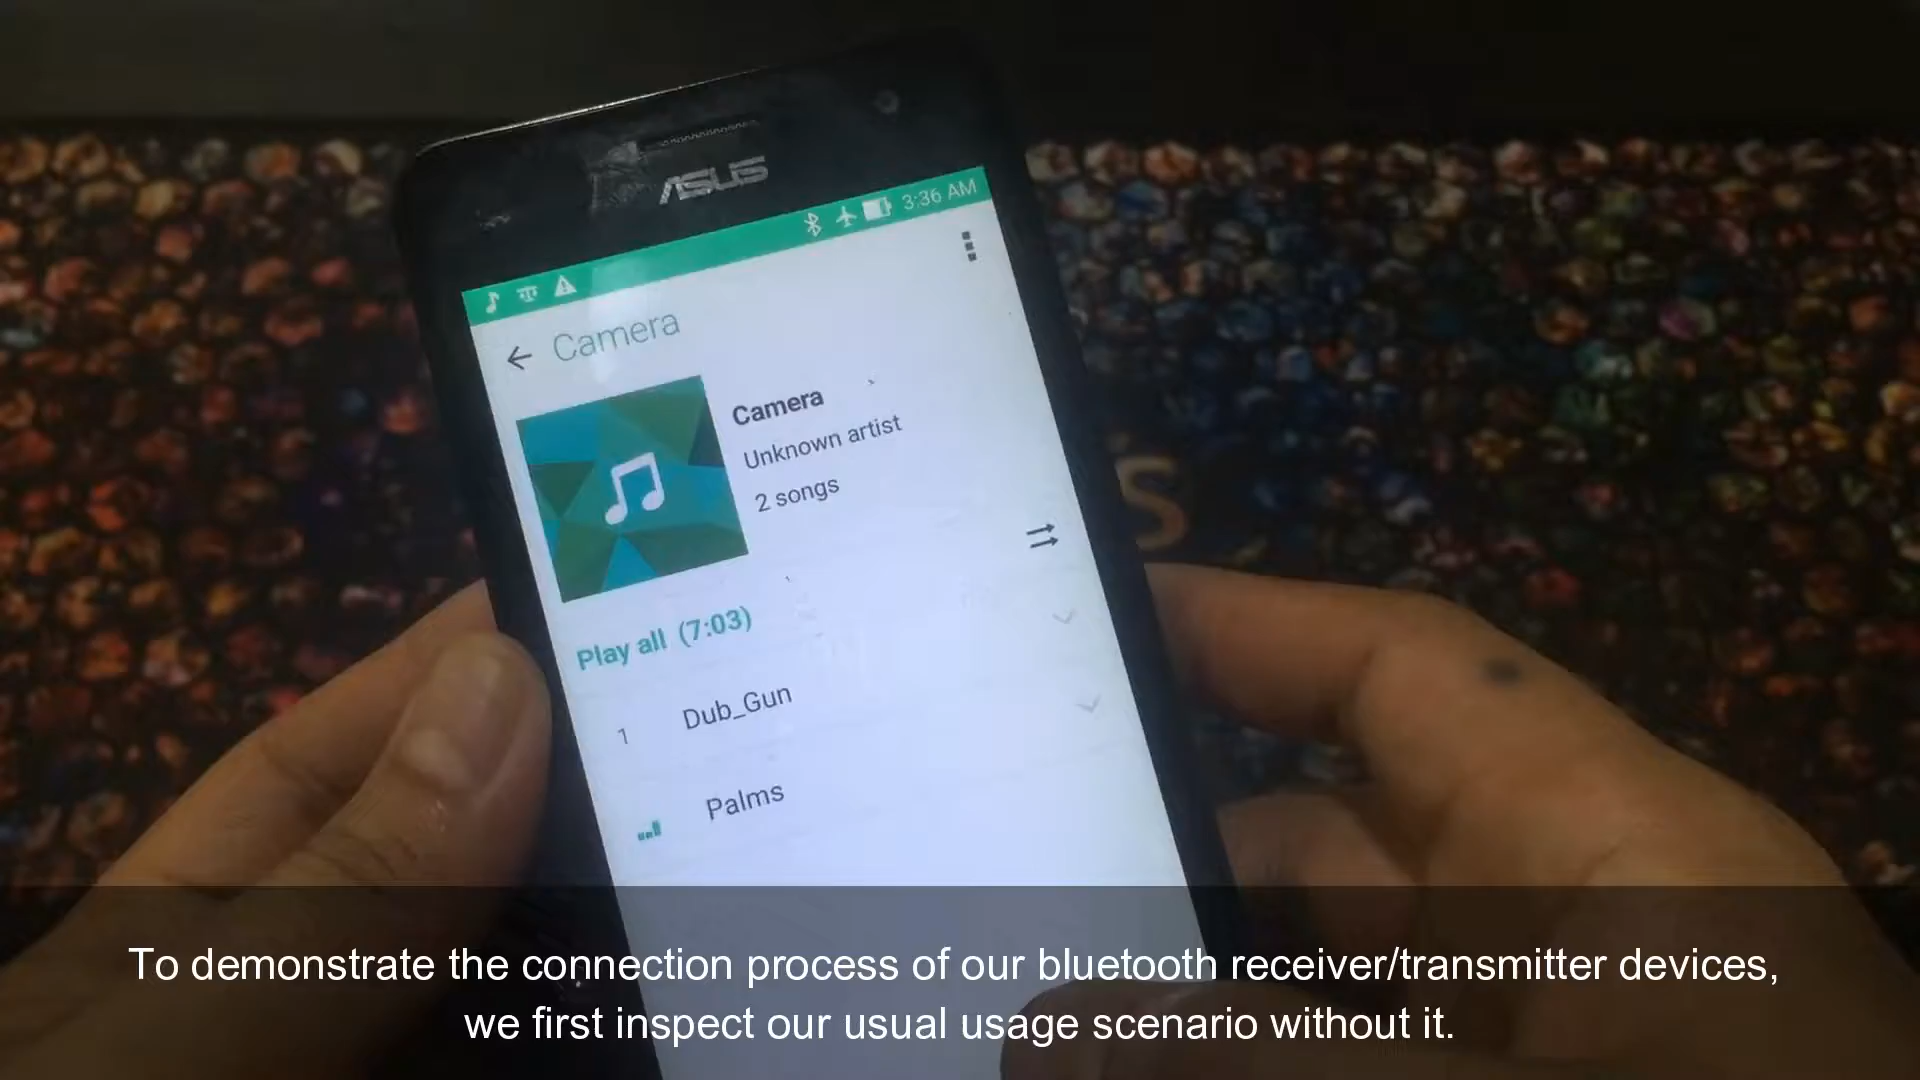 ASUS
3:36 AM
Camera
Camera
Unknown artist
2 songs
Play all (7:03)
1 Dub_Gun
Palms
S
To demonstrate the connection process of our bluetooth receiver/transmitter devices,
we first inspect our usual usage scenario without it.